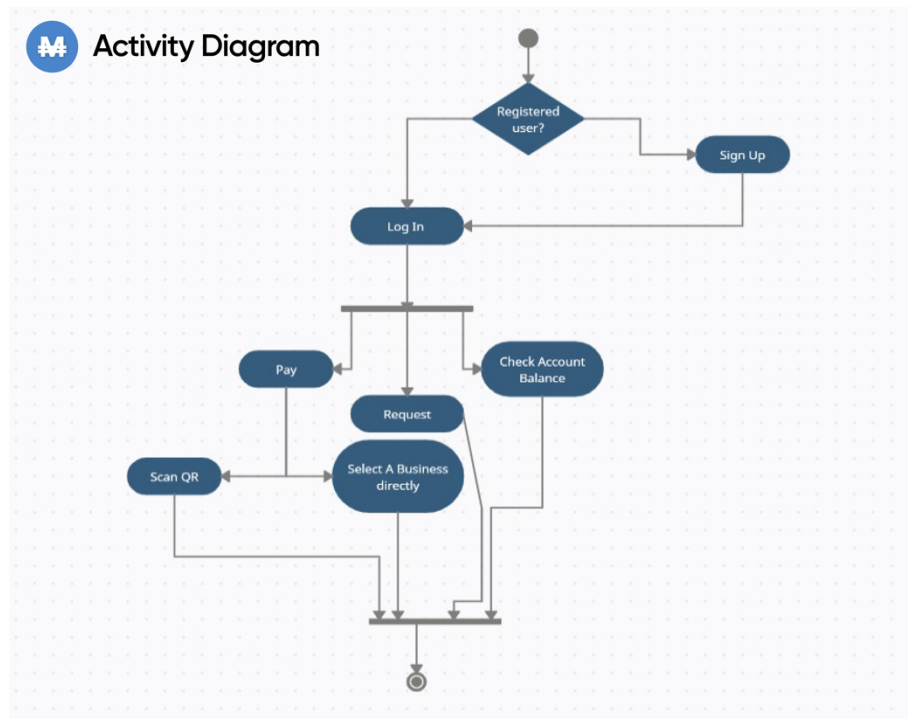 Activity Diagram
Registered
user?
Sign Up
Log In
Check Account
Balance
Pay
Request
Select A Business
directly
Scan QR